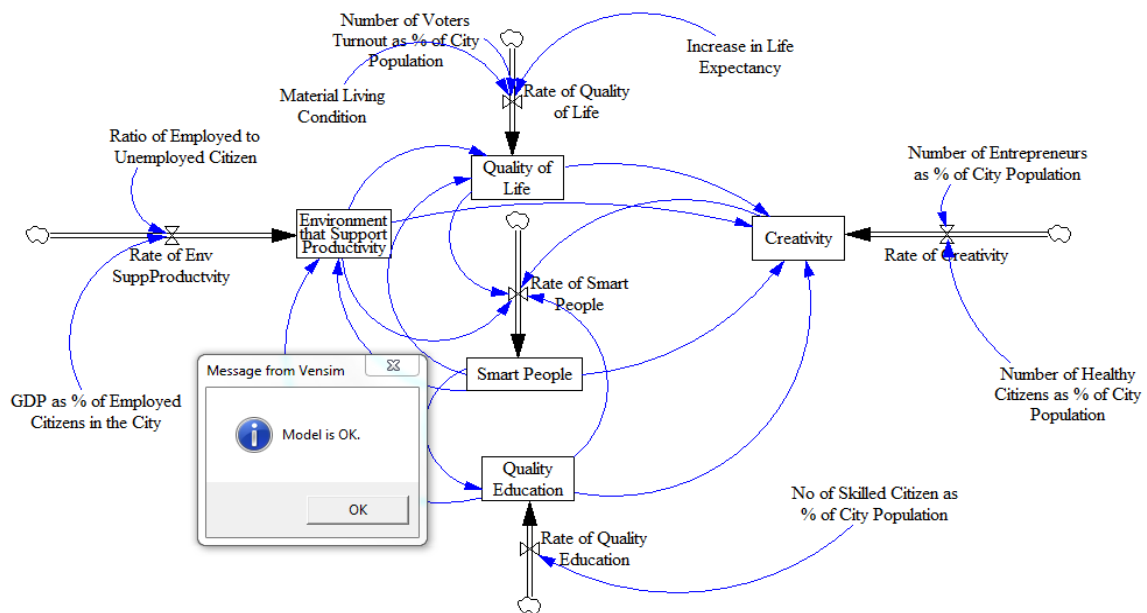 Number of Voters
Turnout as % of City
Population
Increase in Life
Expectancy
Material Living
Condition
Rate of Quality
of Life
Ratio of Employed to
Unemployed Citizen
Quality of
Life
Number of Entrepreneurs
as % of City Population
Environment
that Support
Productivity
Creativity
Rate of Env
SuppProductvity
Rate of Creativity
Rate of Smart
People
Message from Vensim
Smart People
GDP as % of Employed
Citizens in the City
Number of Healthy
Citizens as % of City
Population
Model is OK.
OK
Quality
Education
No of Skilled Citizen as
% of City Population
Rate of Quality
Education